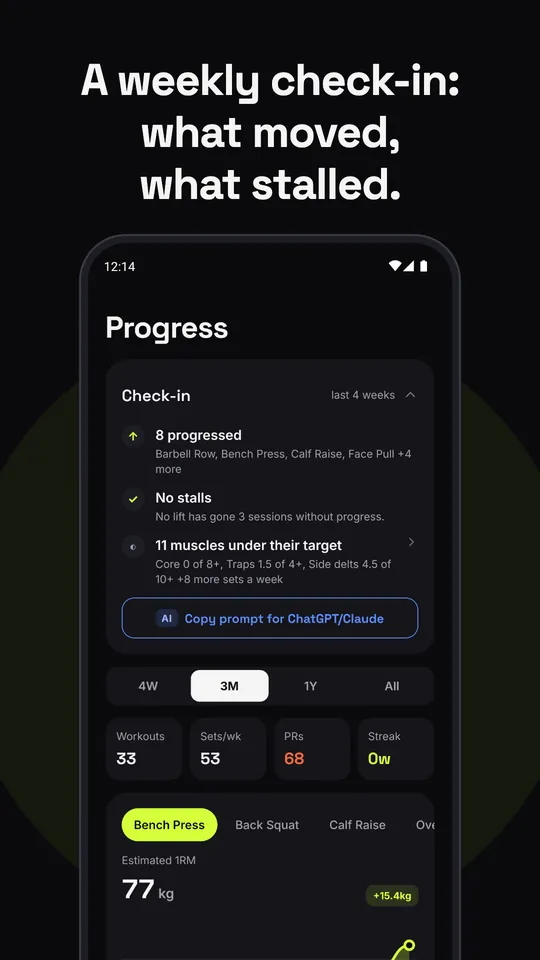 A weekly check-in:
what moved,
what stalled.
12:14
Progress
Check-in
last 4 weeks
8 progressed
Barbell Row, Bench Press, Calf Raise, Face Pull +4
more
No stalls
No lift has gone 3 sessions without progress.
11 muscles under their target
Core 0 of 8+, Traps 1.5 of 4+, Side delts 4.5 of
10+ +8 more sets a week
AI Copy prompt for ChatGPT/Claude
4W 3M 1Y All
Workouts Sets/wk PRs Streak
33 53 68 0w
Bench Press Back Squat Calf Raise Ove
Estimated 1RM
77 kg
+15.4kg